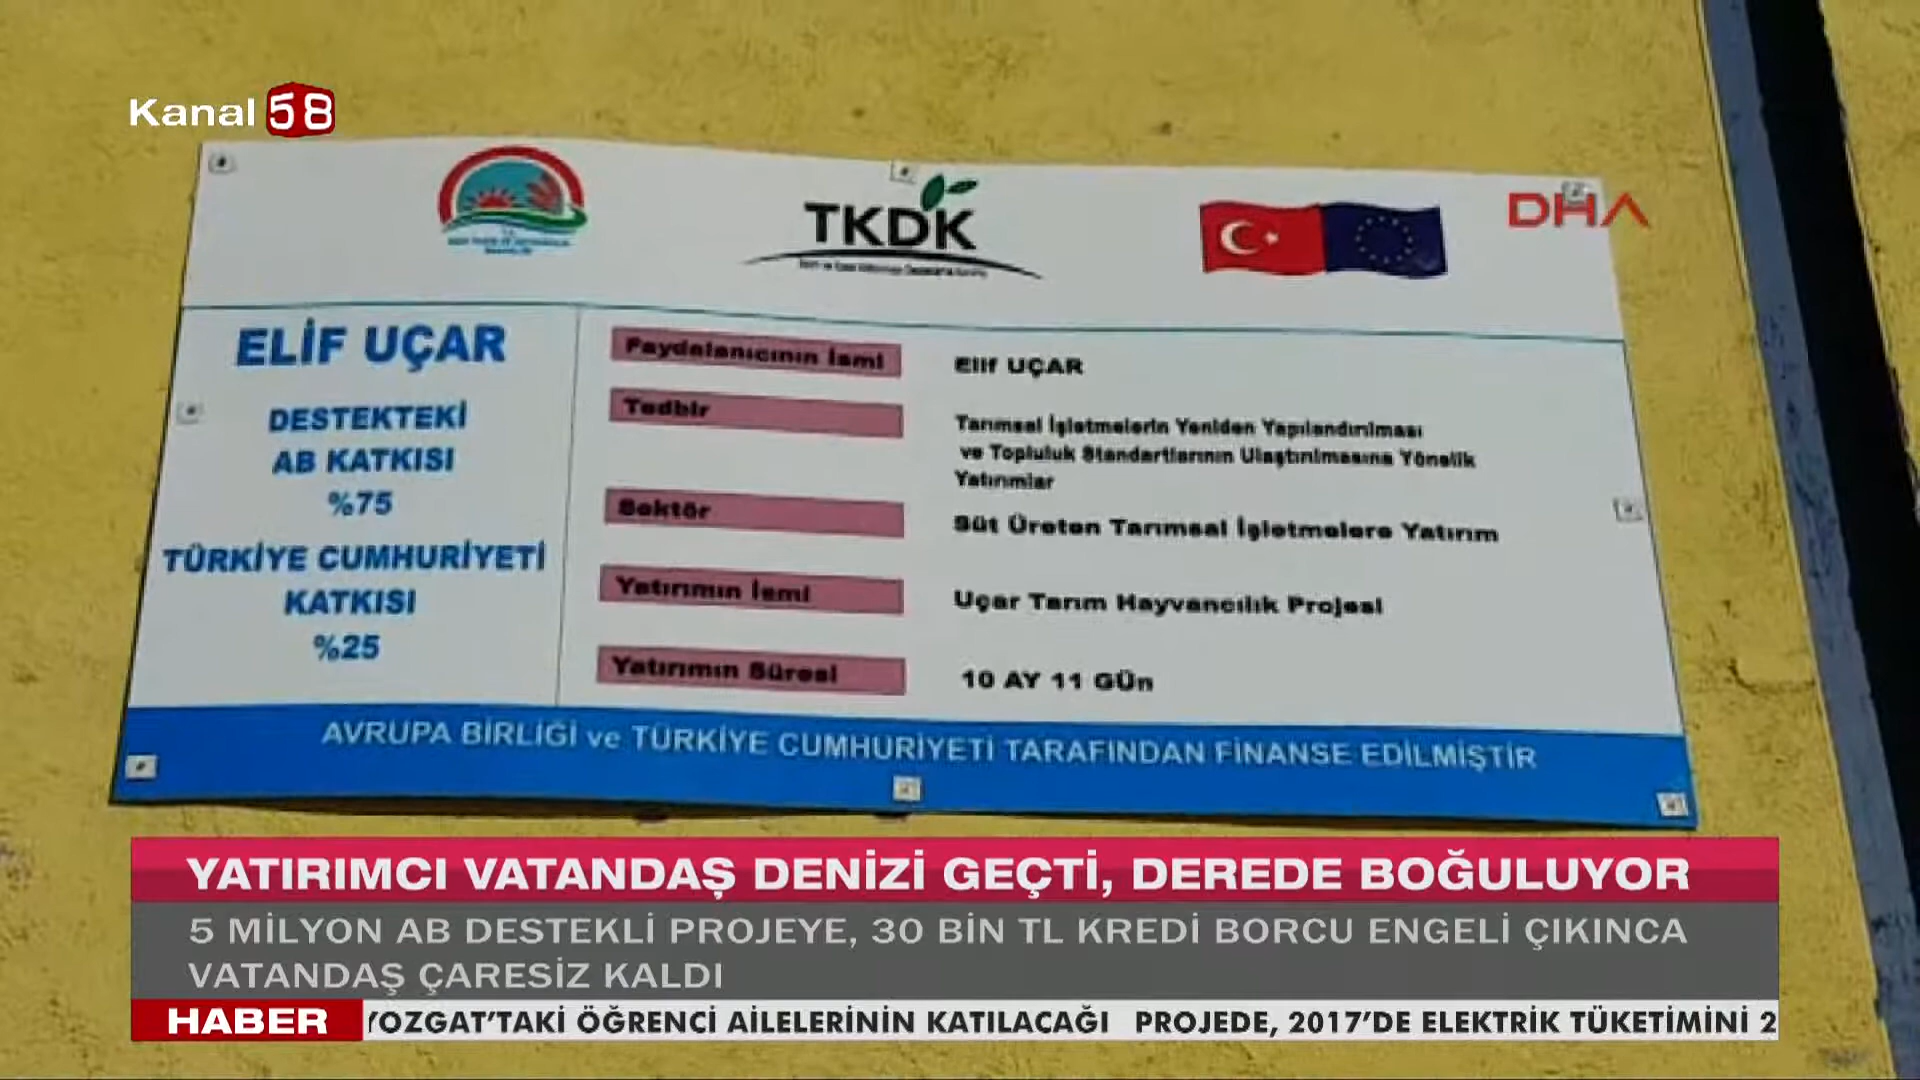 Kanal 58
TKDK
DHA
ELİF UÇAR
DESTEKTEKİ
AB KATKISI
%75
TÜRKİYE CUMHURİYETİ
KATKISI
%25
Faydalanıcının İsmi
Elif UÇAR
Tedbir
Tarımsal İşletmelerin Yeniden Yapılandırılması
ve Topluluk Standartlarının Ulaştırılmasına Yönelik
Yatırımlar
Sektör
Süt Üreten Tarımsal İşletmelere Yatırım
Yatırımın İsmi
Uçar Tarım Hayvancılık Projesi
Yatırımın Süresi
10 AY 11 GÜn
AVRUPA BİRLİĞİ ve TÜRKİYE CUMHURİYETİ TARAFINDAN FİNANSE EDİLMİŞTİR
YATIRIMCI VATANDAŞ DENİZİ GEÇTİ, DEREDE BOĞULUYOR
5 MİLYON AB DESTEKLİ PROJEYE, 30 BİN TL KREDİ BORCU ENGELİ ÇIKINCA
VATANDAŞ ÇARESİZ KALDI
HABER YOZGAT'TAKİ ÖĞRENCİ AİLELERİNİN KATILACAĞI PROJEDE, 2017'DE ELEKTRİK TÜKETİMİNİ 2